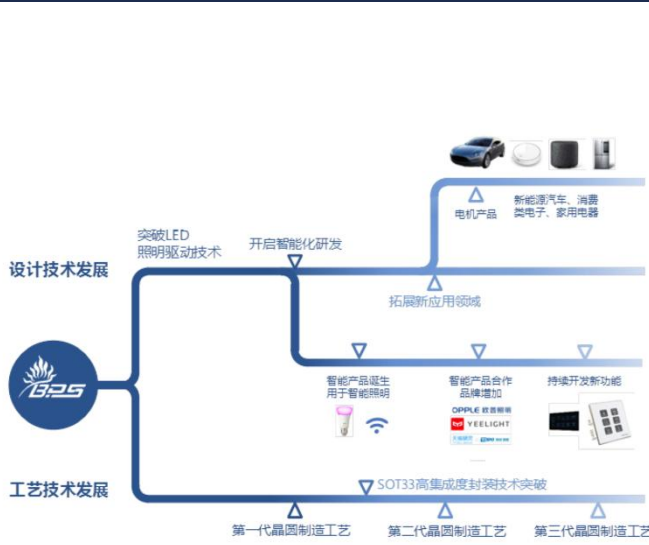 电机产品
新能源汽车、消费
类电子、家用电器
突破LED
照明驱动技术
开启智能化研发
设计技术发展
拓展新应用领域
BPS
智能产品诞生
用于智能照明
智能产品合作
品牌增加
持续开发新功能
OPPLE 欧普照明
YEELIGHT
工艺技术发展
SOT33高集成度封装技术突破
第一代晶圆制造工艺
第二代晶圆制造工艺
第三代晶圆制造工艺